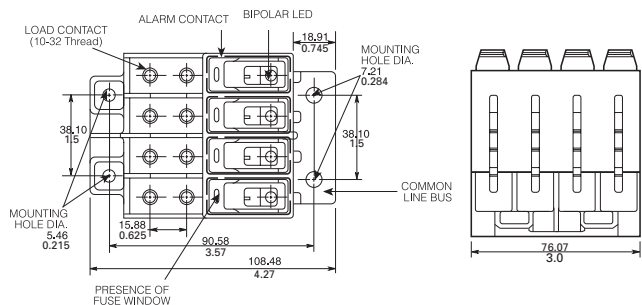 ALARM CONTACT
BIPOLAR LED
LOAD CONTACT
(10-32 Thread)
18.91
0.745
MOUNTING
HOLE DIA.
7.21
0.284
38.10
1.5
38.10
1.5
COMMON
LINE BUS
MOUNTING
HOLE DIA.
5.46
0.215
15.88
0.625
90.58
3.57
108.48
4.27
PRESENCE OF
FUSE WINDOW
76.07
3.0